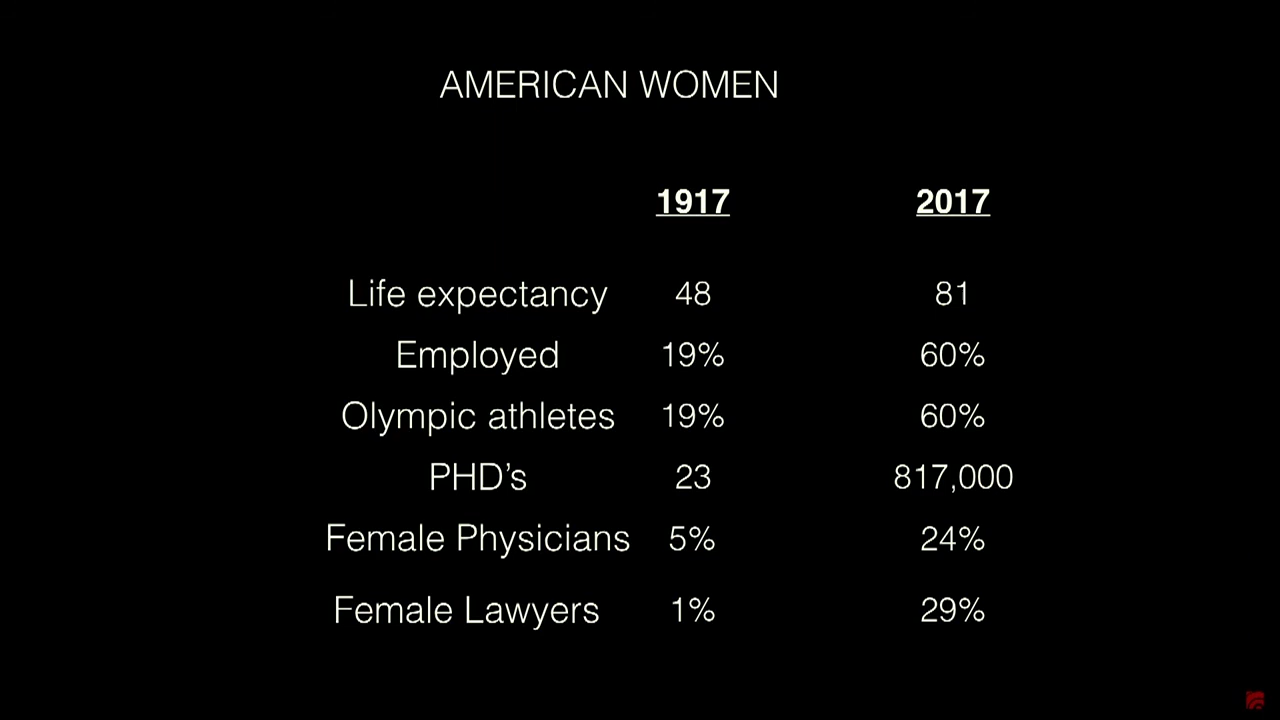 AMERICAN WOMEN
1917 2017
Life expectancy 48 81
Employed 19% 60%
Olympic athletes 19% 60%
PHD’s 23 817,000
Female Physicians 5% 24%
Female Lawyers 1% 29%